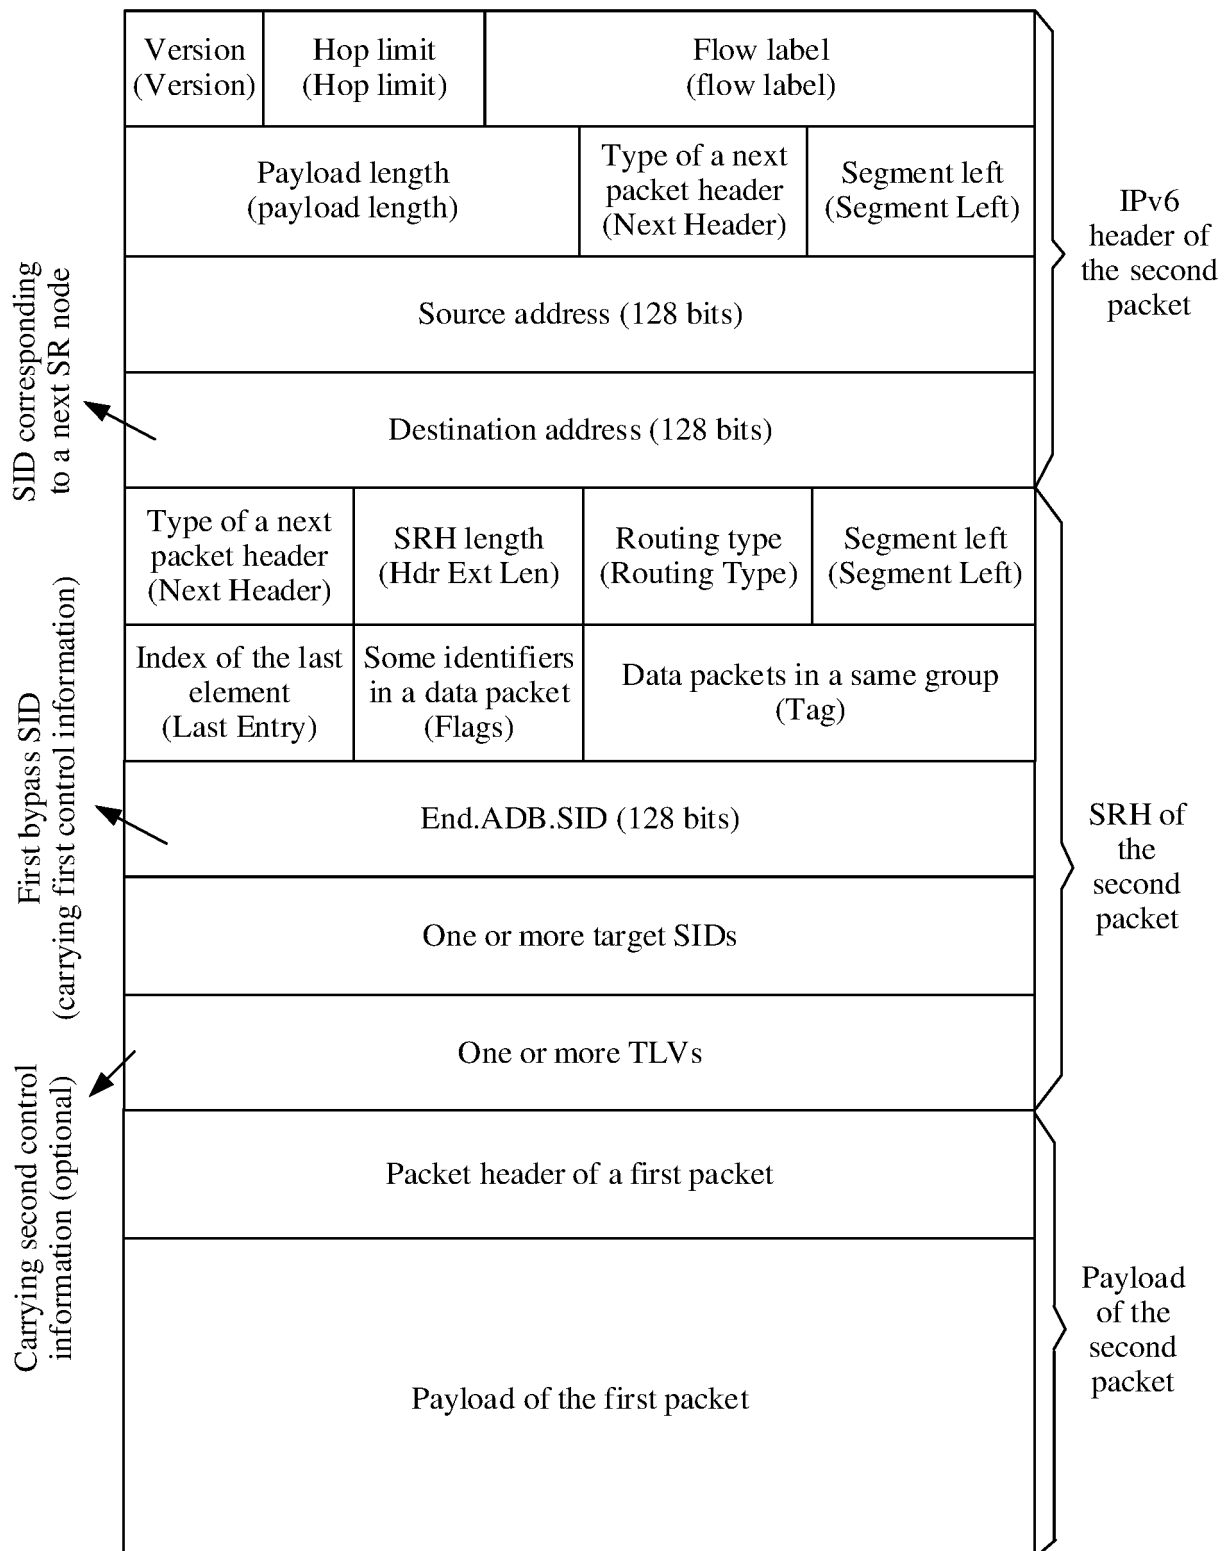 Version
(Version)
Hop limit
(Hop limit)
Flow label
(flow label)
Payload length
(payload length)
Type of a next
packet header
(Next Header)
Segment left
(Segment Left)
Source address (128 bits)
Destination address (128 bits)
IPv6
header of
the second
packet
SID corresponding
to a next SR node
Type of a next
packet header
(Next Header)
SRH length
(Hdr Ext Len)
Routing type
(Routing Type)
Segment left
(Segment Left)
Index of the last
element
(Last Entry)
Some identifiers
in a data packet
(Flags)
Data packets in a same group
(Tag)
End.ADB.SID (128 bits)
One or more target SIDs
One or more TLVs
SRH of
the
second
packet
First bypass SID
(carrying first control information)
Carrying second control
information (optional)
Packet header of a first packet
Payload of the first packet
Payload
of the
second
packet